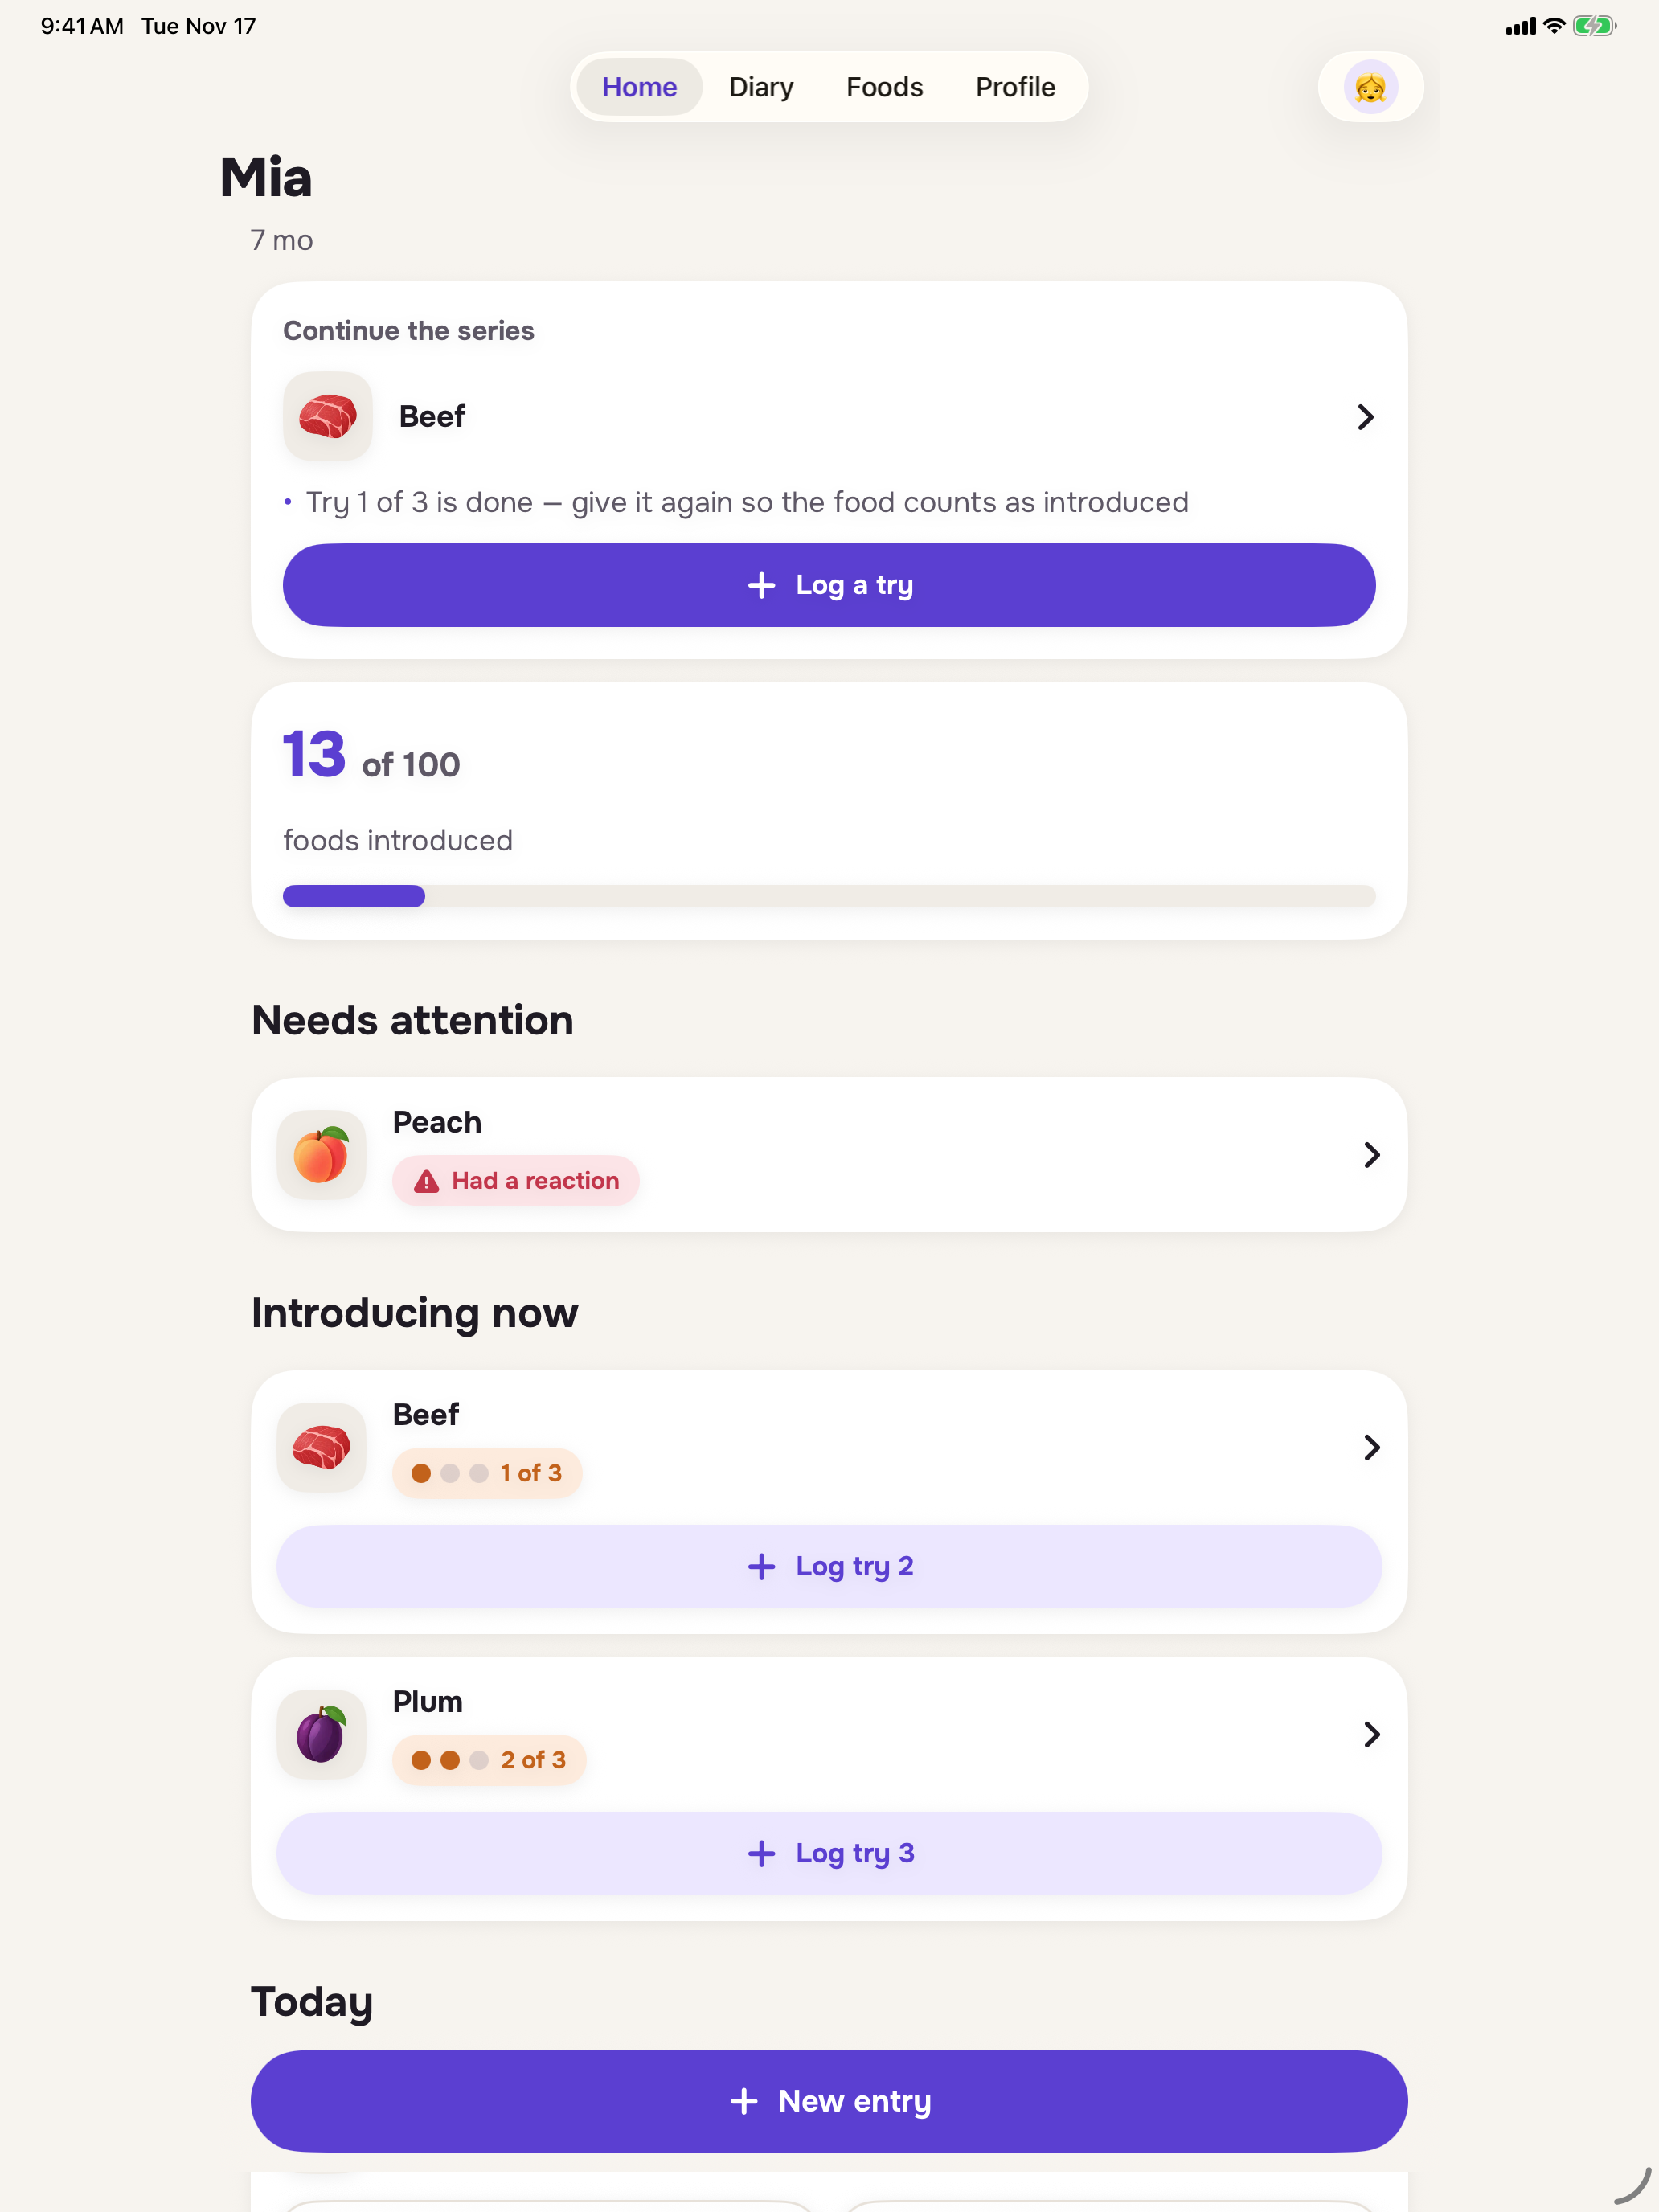 9:41 AM Tue Nov 17
Home Diary Foods Profile
Mia
7 mo
Continue the series
Beef
• Try 1 of 3 is done — give it again so the food counts as introduced
+ Log a try
13 of 100
foods introduced
Needs attention
Peach
Had a reaction
Introducing now
Beef
1 of 3
+ Log try 2
Plum
2 of 3
+ Log try 3
Today
+ New entry